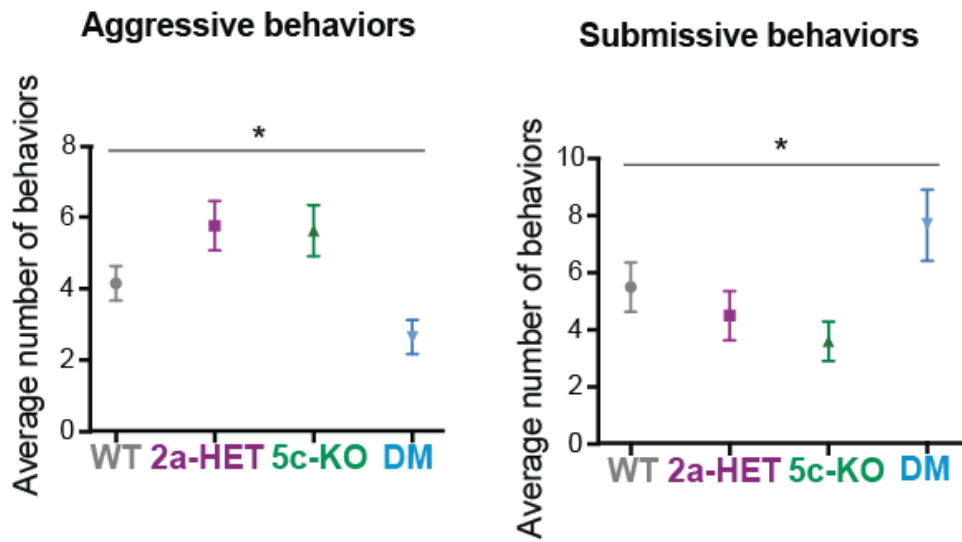 Aggressive behaviors
Average number of behaviors
8
6
4
2
0
*
WT 2a-HET 5c-KO DM
Submissive behaviors
Average number of behaviors
10
8
6
4
2
0
*
WT 2a-HET 5c-KO DM